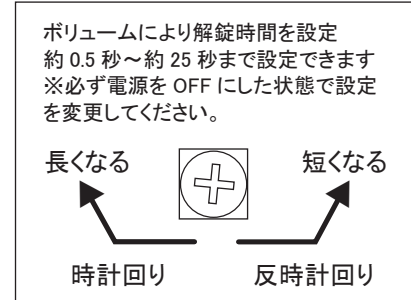 ボリュームにより解錠時間を設定
約 0.5 秒～約 25 秒まで設定できます
※必ず電源を OFF にした状態で設定
を変更してください。
長くなる
短くなる
時計回り
反時計回り